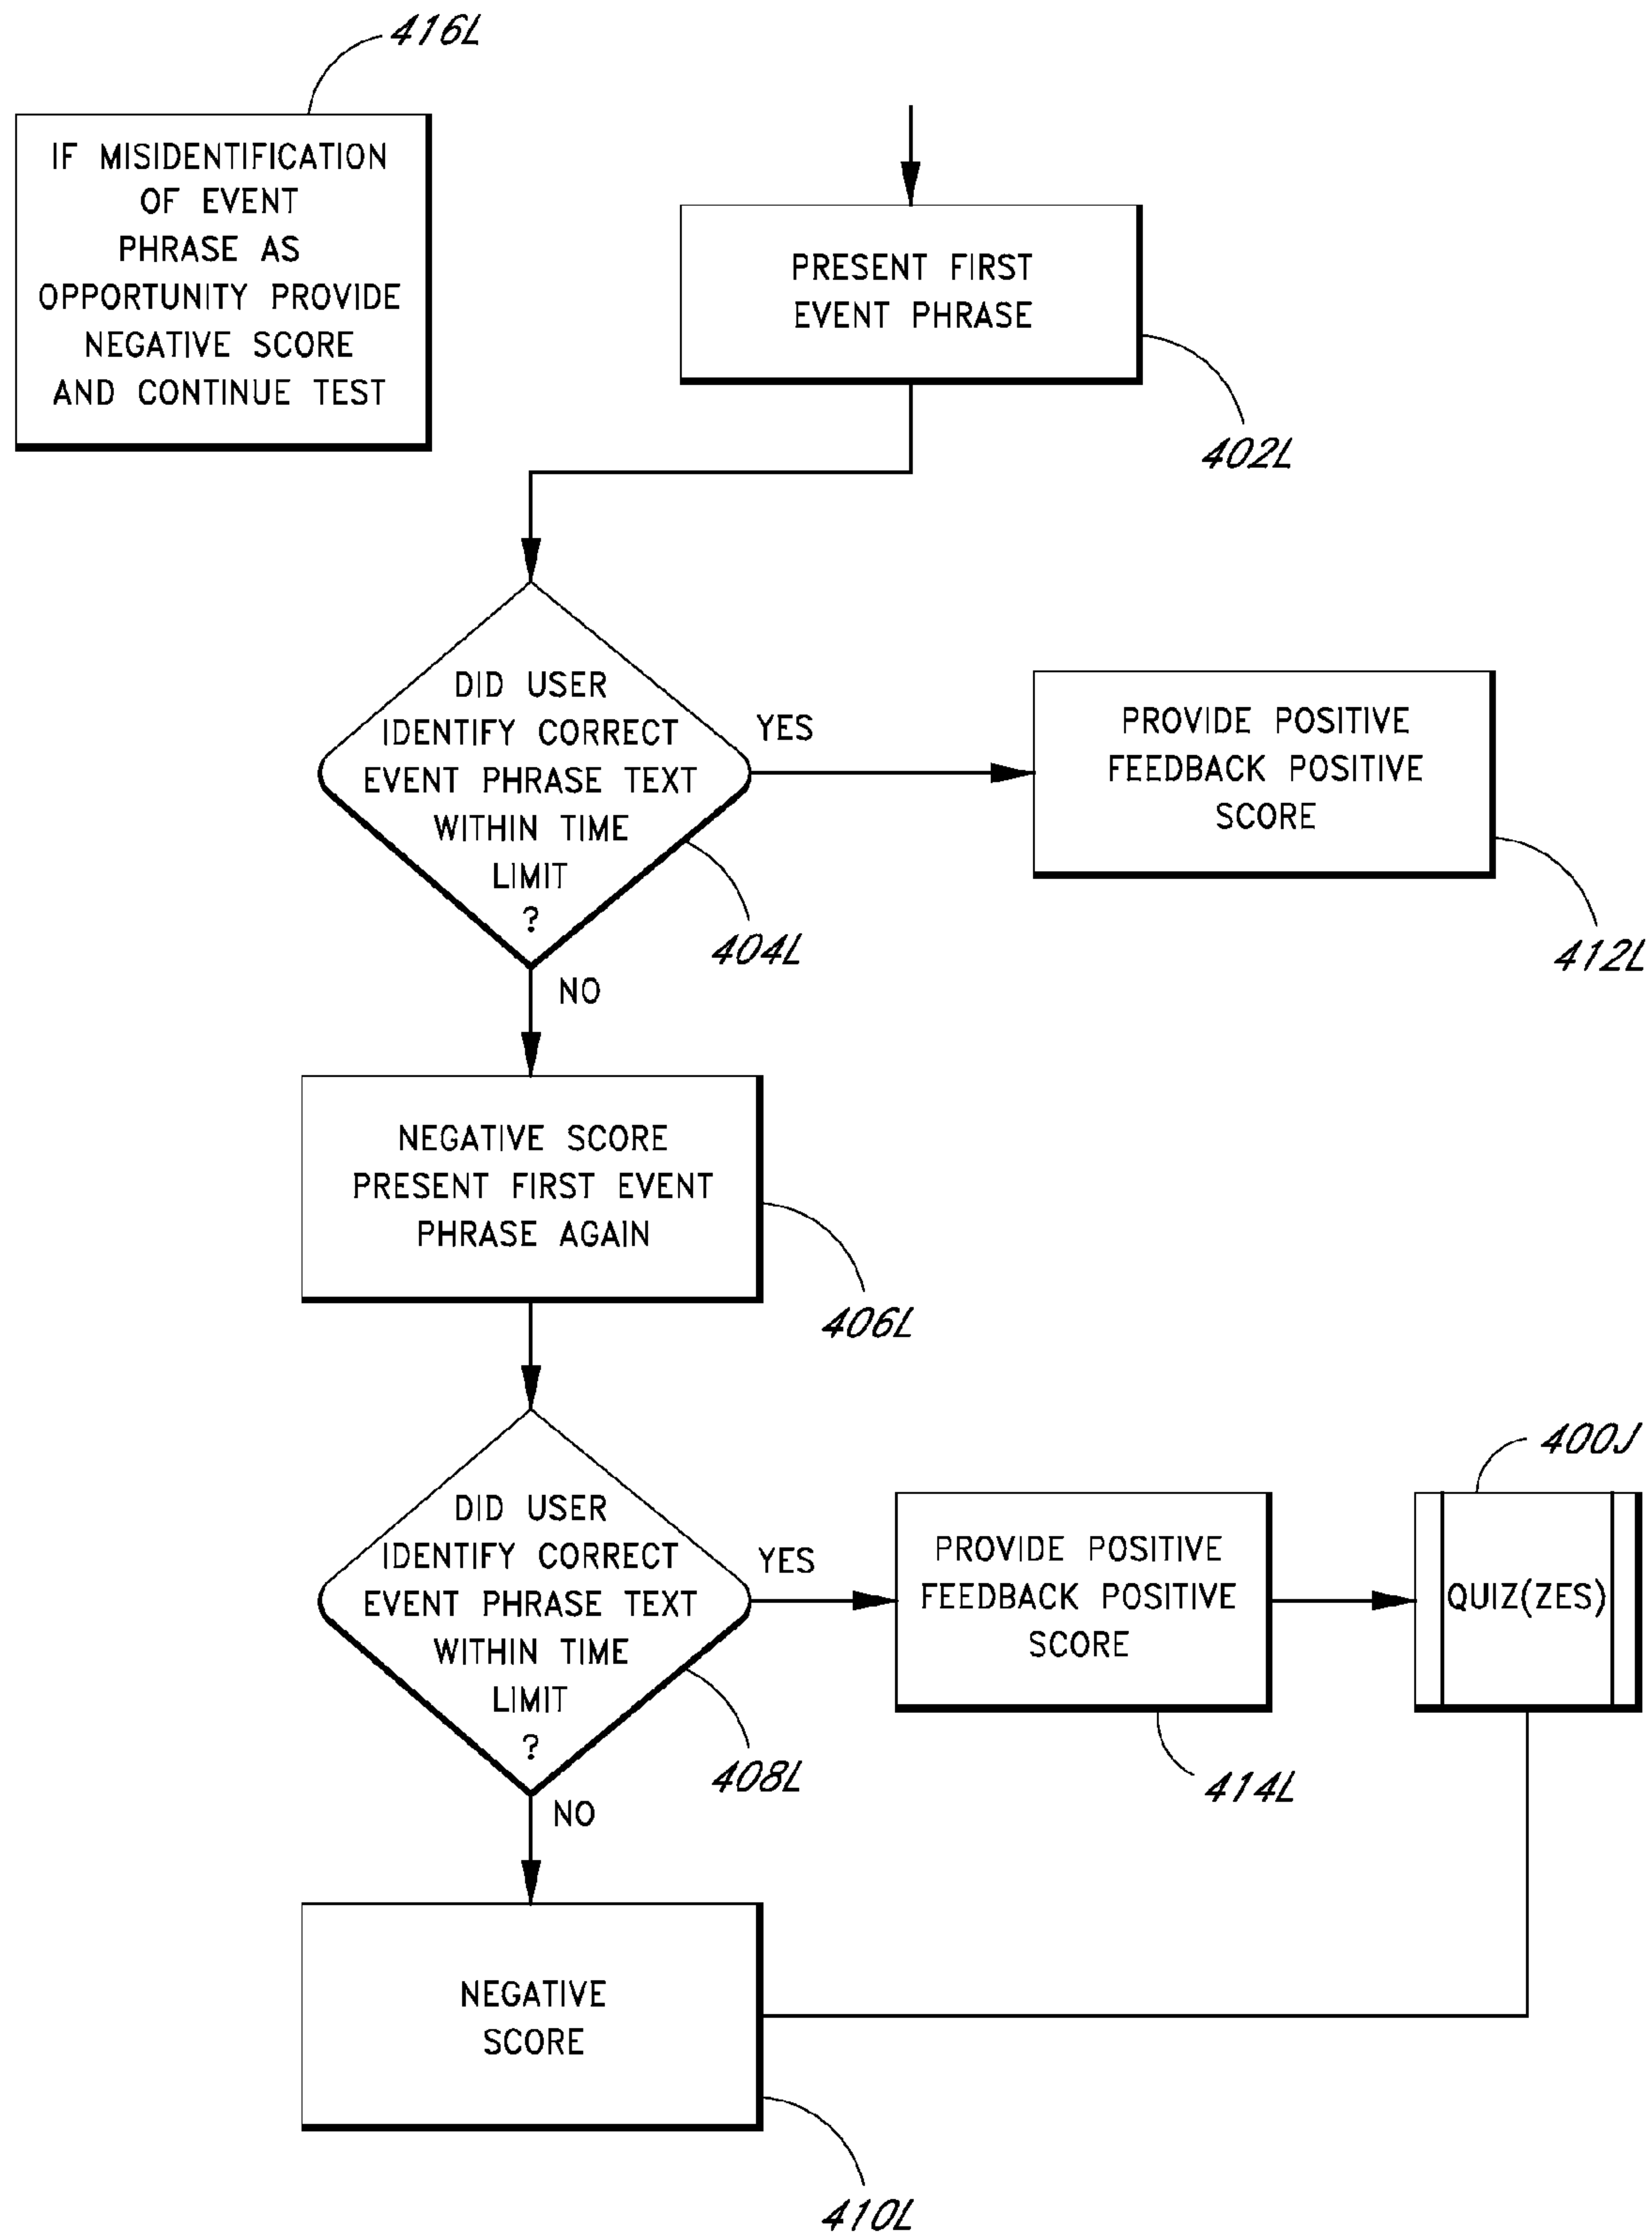 416L
IF MISIDENTIFICATION
OF EVENT
PHRASE AS
OPPORTUNITY PROVIDE
NEGATIVE SCORE
AND CONTINUE TEST
PRESENT FIRST
EVENT PHRASE
402L
DID USER
IDENTIFY CORRECT
EVENT PHRASE TEXT
WITHIN TIME
LIMIT
?
404L
YES
PROVIDE POSITIVE
FEEDBACK POSITIVE
SCORE
412L
NO
NEGATIVE SCORE
PRESENT FIRST EVENT
PHRASE AGAIN
406L
DID USER
IDENTIFY CORRECT
EVENT PHRASE TEXT
WITHIN TIME
LIMIT
?
408L
YES
PROVIDE POSITIVE
FEEDBACK POSITIVE
SCORE
414L
400J
QUIZ(ZES)
NO
NEGATIVE
SCORE
410L